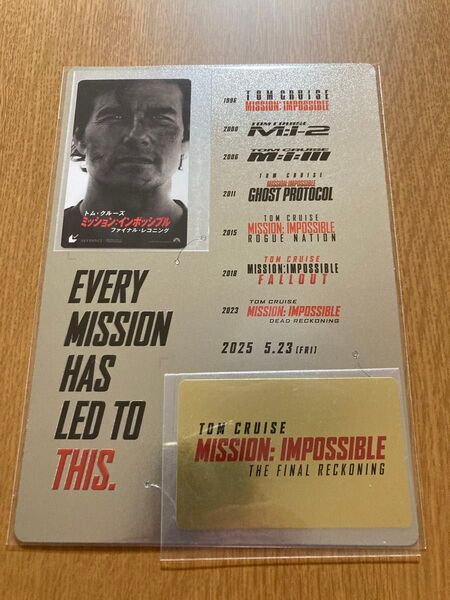 トム・クルーズ
ミッション:インポッシブル
ファイナル・レコニング
EVERY
MISSION
HAS
LED TO
THIS.
1996 TOM CRUISE
MISSION: IMPOSSIBLE
2000 TOM CRUISE
M:i-2
2006 TOM CRUISE
M:i:III
2011 TOM CRUISE
MISSION: IMPOSSIBLE
GHOST PROTOCOL
2015 TOM CRUISE
MISSION: IMPOSSIBLE
ROGUE NATION
2018 TOM CRUISE
MISSION: IMPOSSIBLE
FALLOUT
2023 TOM CRUISE
MISSION: IMPOSSIBLE
DEAD RECKONING
2025 5.23 [FRI]
TOM CRUISE
MISSION: IMPOSSIBLE
THE FINAL RECKONING